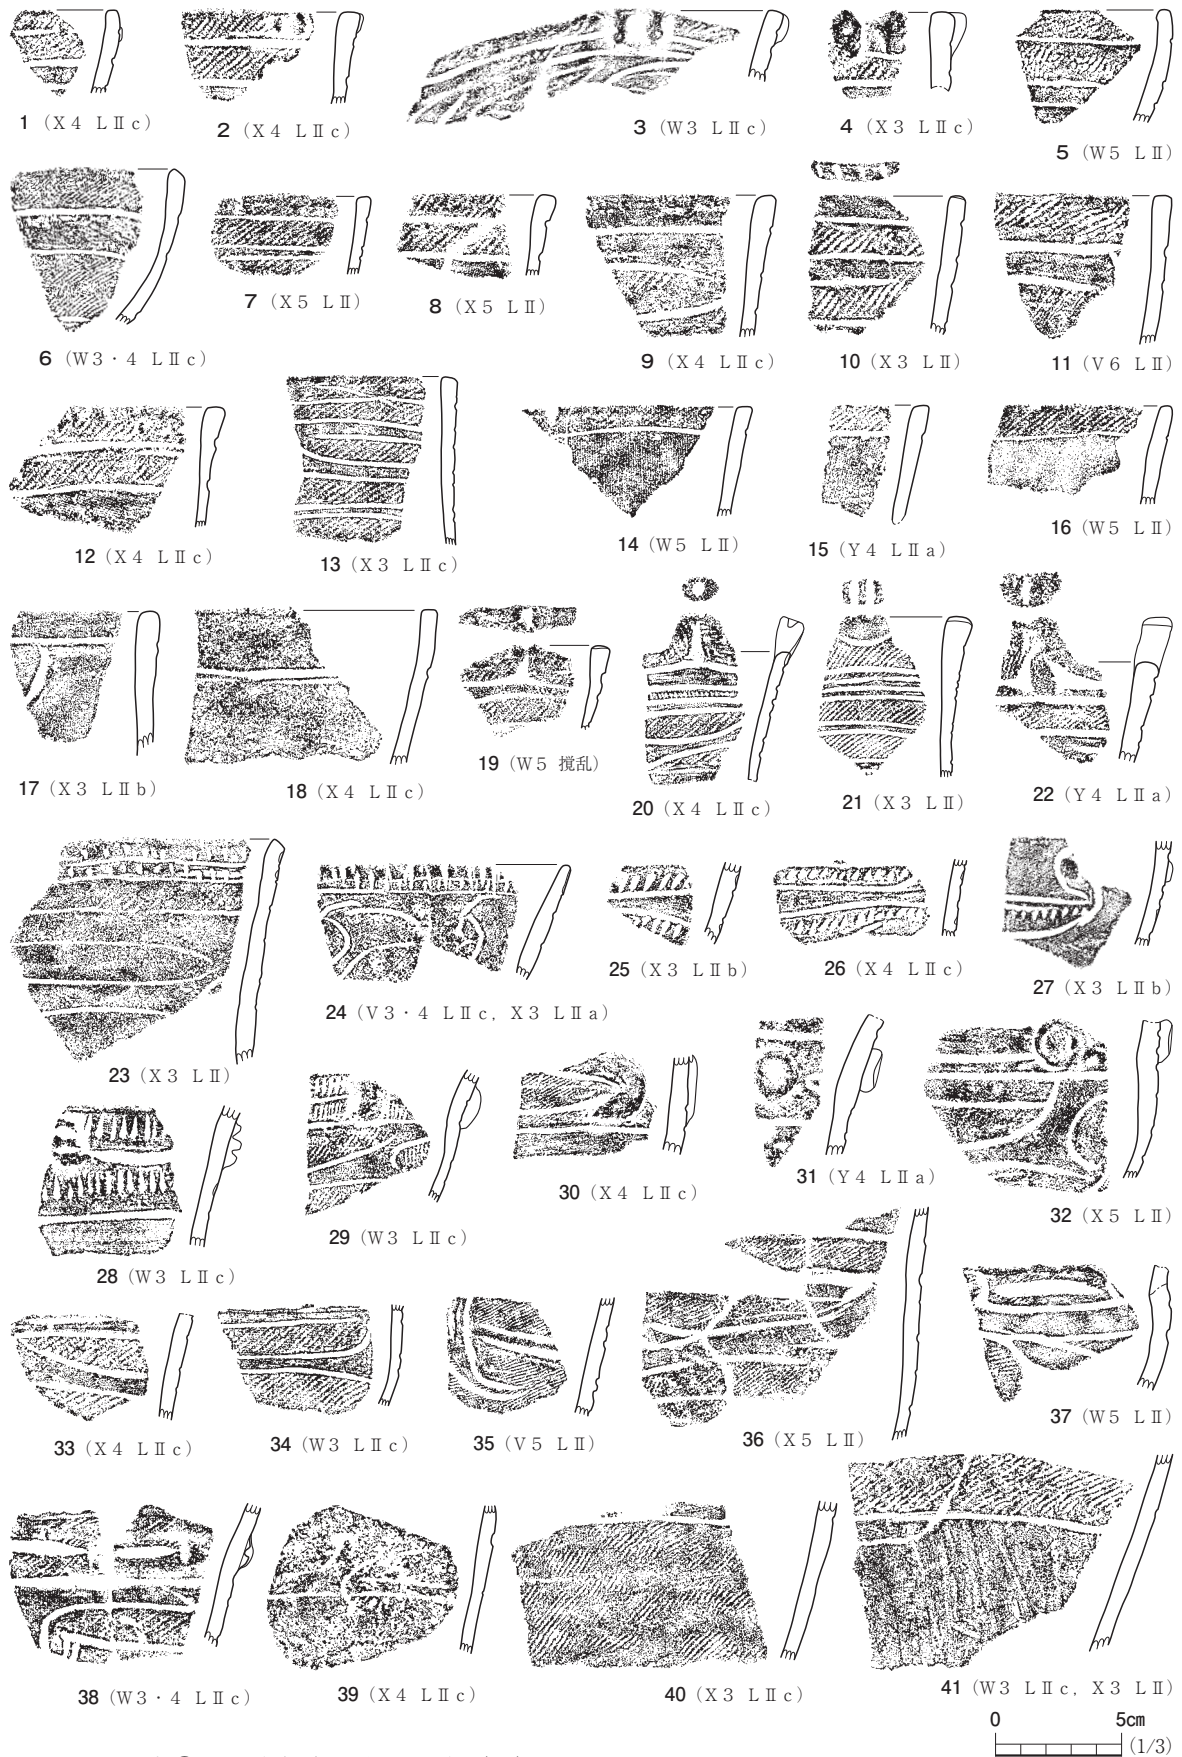 1（X4 LⅡc）
2（X4 LⅡc）
3（W3 LⅡc）
4（X3 LⅡc）
5（W5 LⅡ）
6（W3・4 LⅡc）
7（X5 LⅡ）
8（X5 LⅡ）
9（X4 LⅡc）
10（X3 LⅡ）
11（V6 LⅡ）
12（X4 LⅡc）
13（X3 LⅡc）
14（W5 LⅡ）
15（Y4 LⅡa）
16（W5 LⅡ）
17（X3 LⅡb）
18（X4 LⅡc）
19（W5 撹乱）
20（X4 LⅡc）
21（X3 LⅡ）
22（Y4 LⅡa）
23（X3 LⅡ）
24（V3・4 LⅡc，X3 LⅡa）
25（X3 LⅡb）
26（X4 LⅡc）
27（X3 LⅡb）
28（W3 LⅡc）
29（W3 LⅡc）
30（X4 LⅡc）
31（Y4 LⅡa）
32（X5 LⅡ）
33（X4 LⅡc）
34（W3 LⅡc）
35（V5 LⅡ）
36（X5 LⅡ）
37（W5 LⅡ）
38（W3・4 LⅡc）
39（X4 LⅡc）
40（X3 LⅡc）
41（W3 LⅡc，X3 LⅡ）
0 5㎝
（1/3）